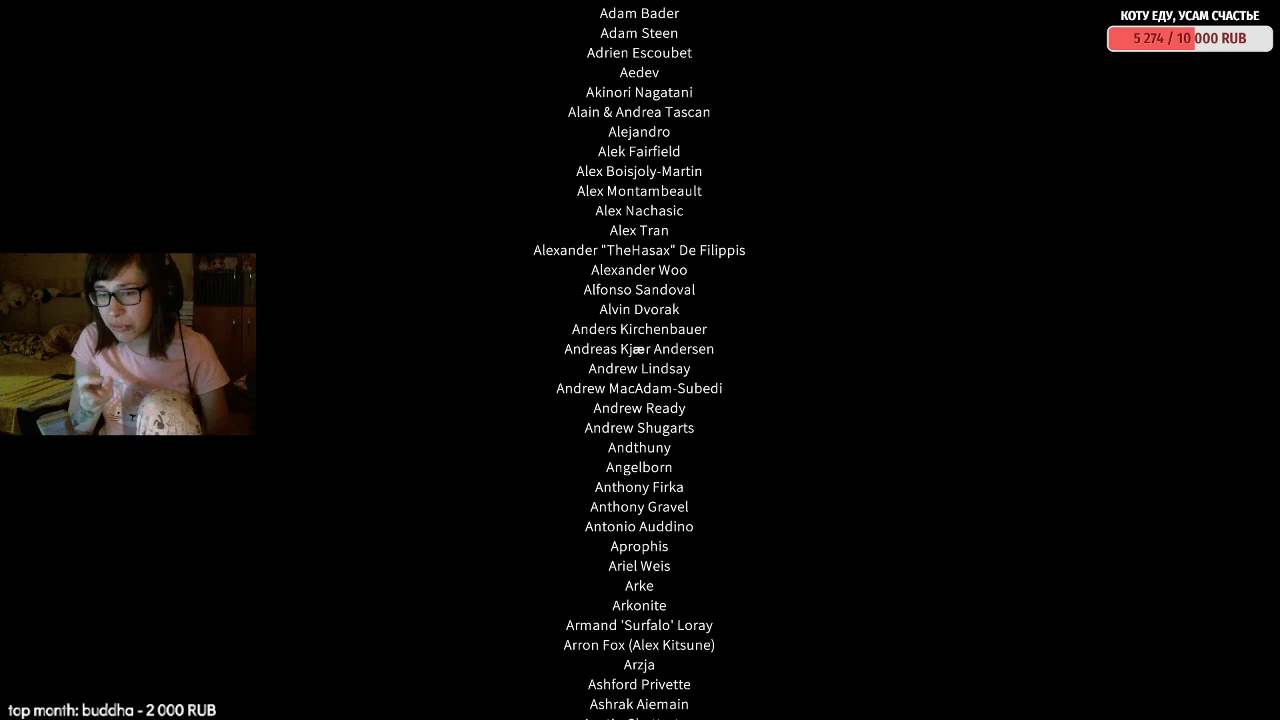 Adam Bader
Adam Steen
Adrien Escoubet
Aedev
Akinori Nagatani
Alain & Andrea Tascan
Alejandro
Alek Fairfield
Alex Boisjoly-Martin
Alex Montambeault
Alex Nachasic
Alex Tran
Alexander "TheHasax" De Filippis
Alexander Woo
Alfonso Sandoval
Alvin Dvorak
Anders Kirchenbauer
Andreas Kjær Andersen
Andrew Lindsay
Andrew MacAdam-Subedi
Andrew Ready
Andrew Shugarts
Andthuny
Angelborn
Anthony Firka
Anthony Gravel
Antonio Auddino
Aprophis
Ariel Weis
Arke
Arkonite
Armand 'Surfalo' Loray
Arron Fox (Alex Kitsune)
Arzja
Ashford Privette
Ashrak Aiemain
КОТУ ЕДУ, УСАМ СЧАСТЬЕ
5 274 / 10 000 RUB
top month: buddha - 2 000 RUB